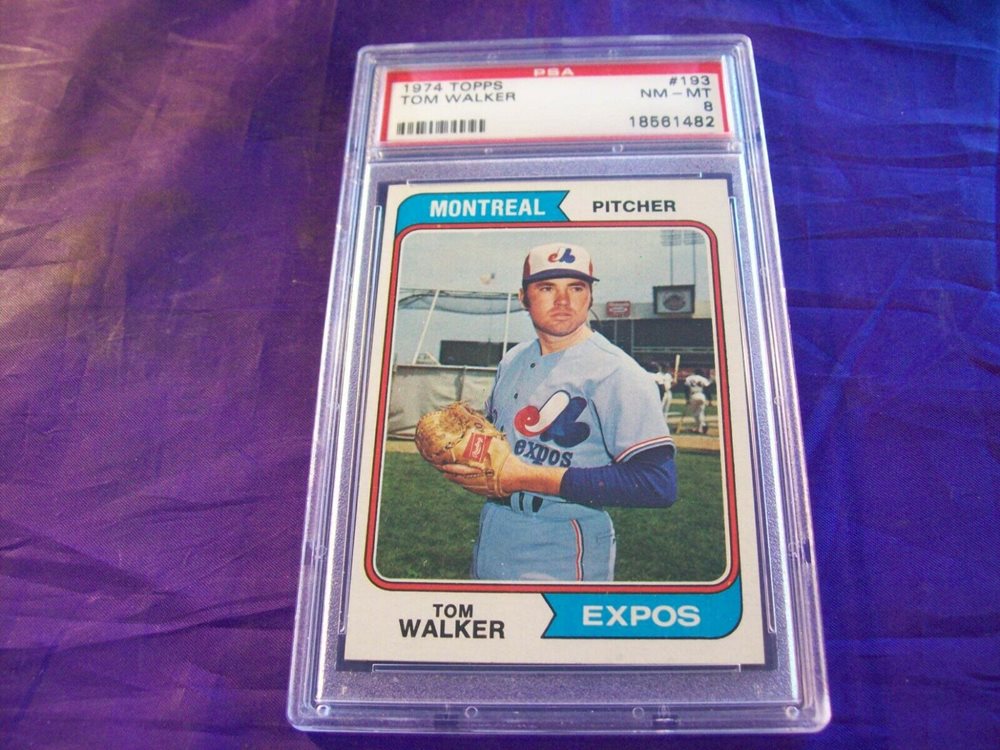 PSA
1974 TOPPS #193
TOM WALKER NM - MT
8
18561482
MONTREAL PITCHER
expos
TOM
WALKER
EXPOS